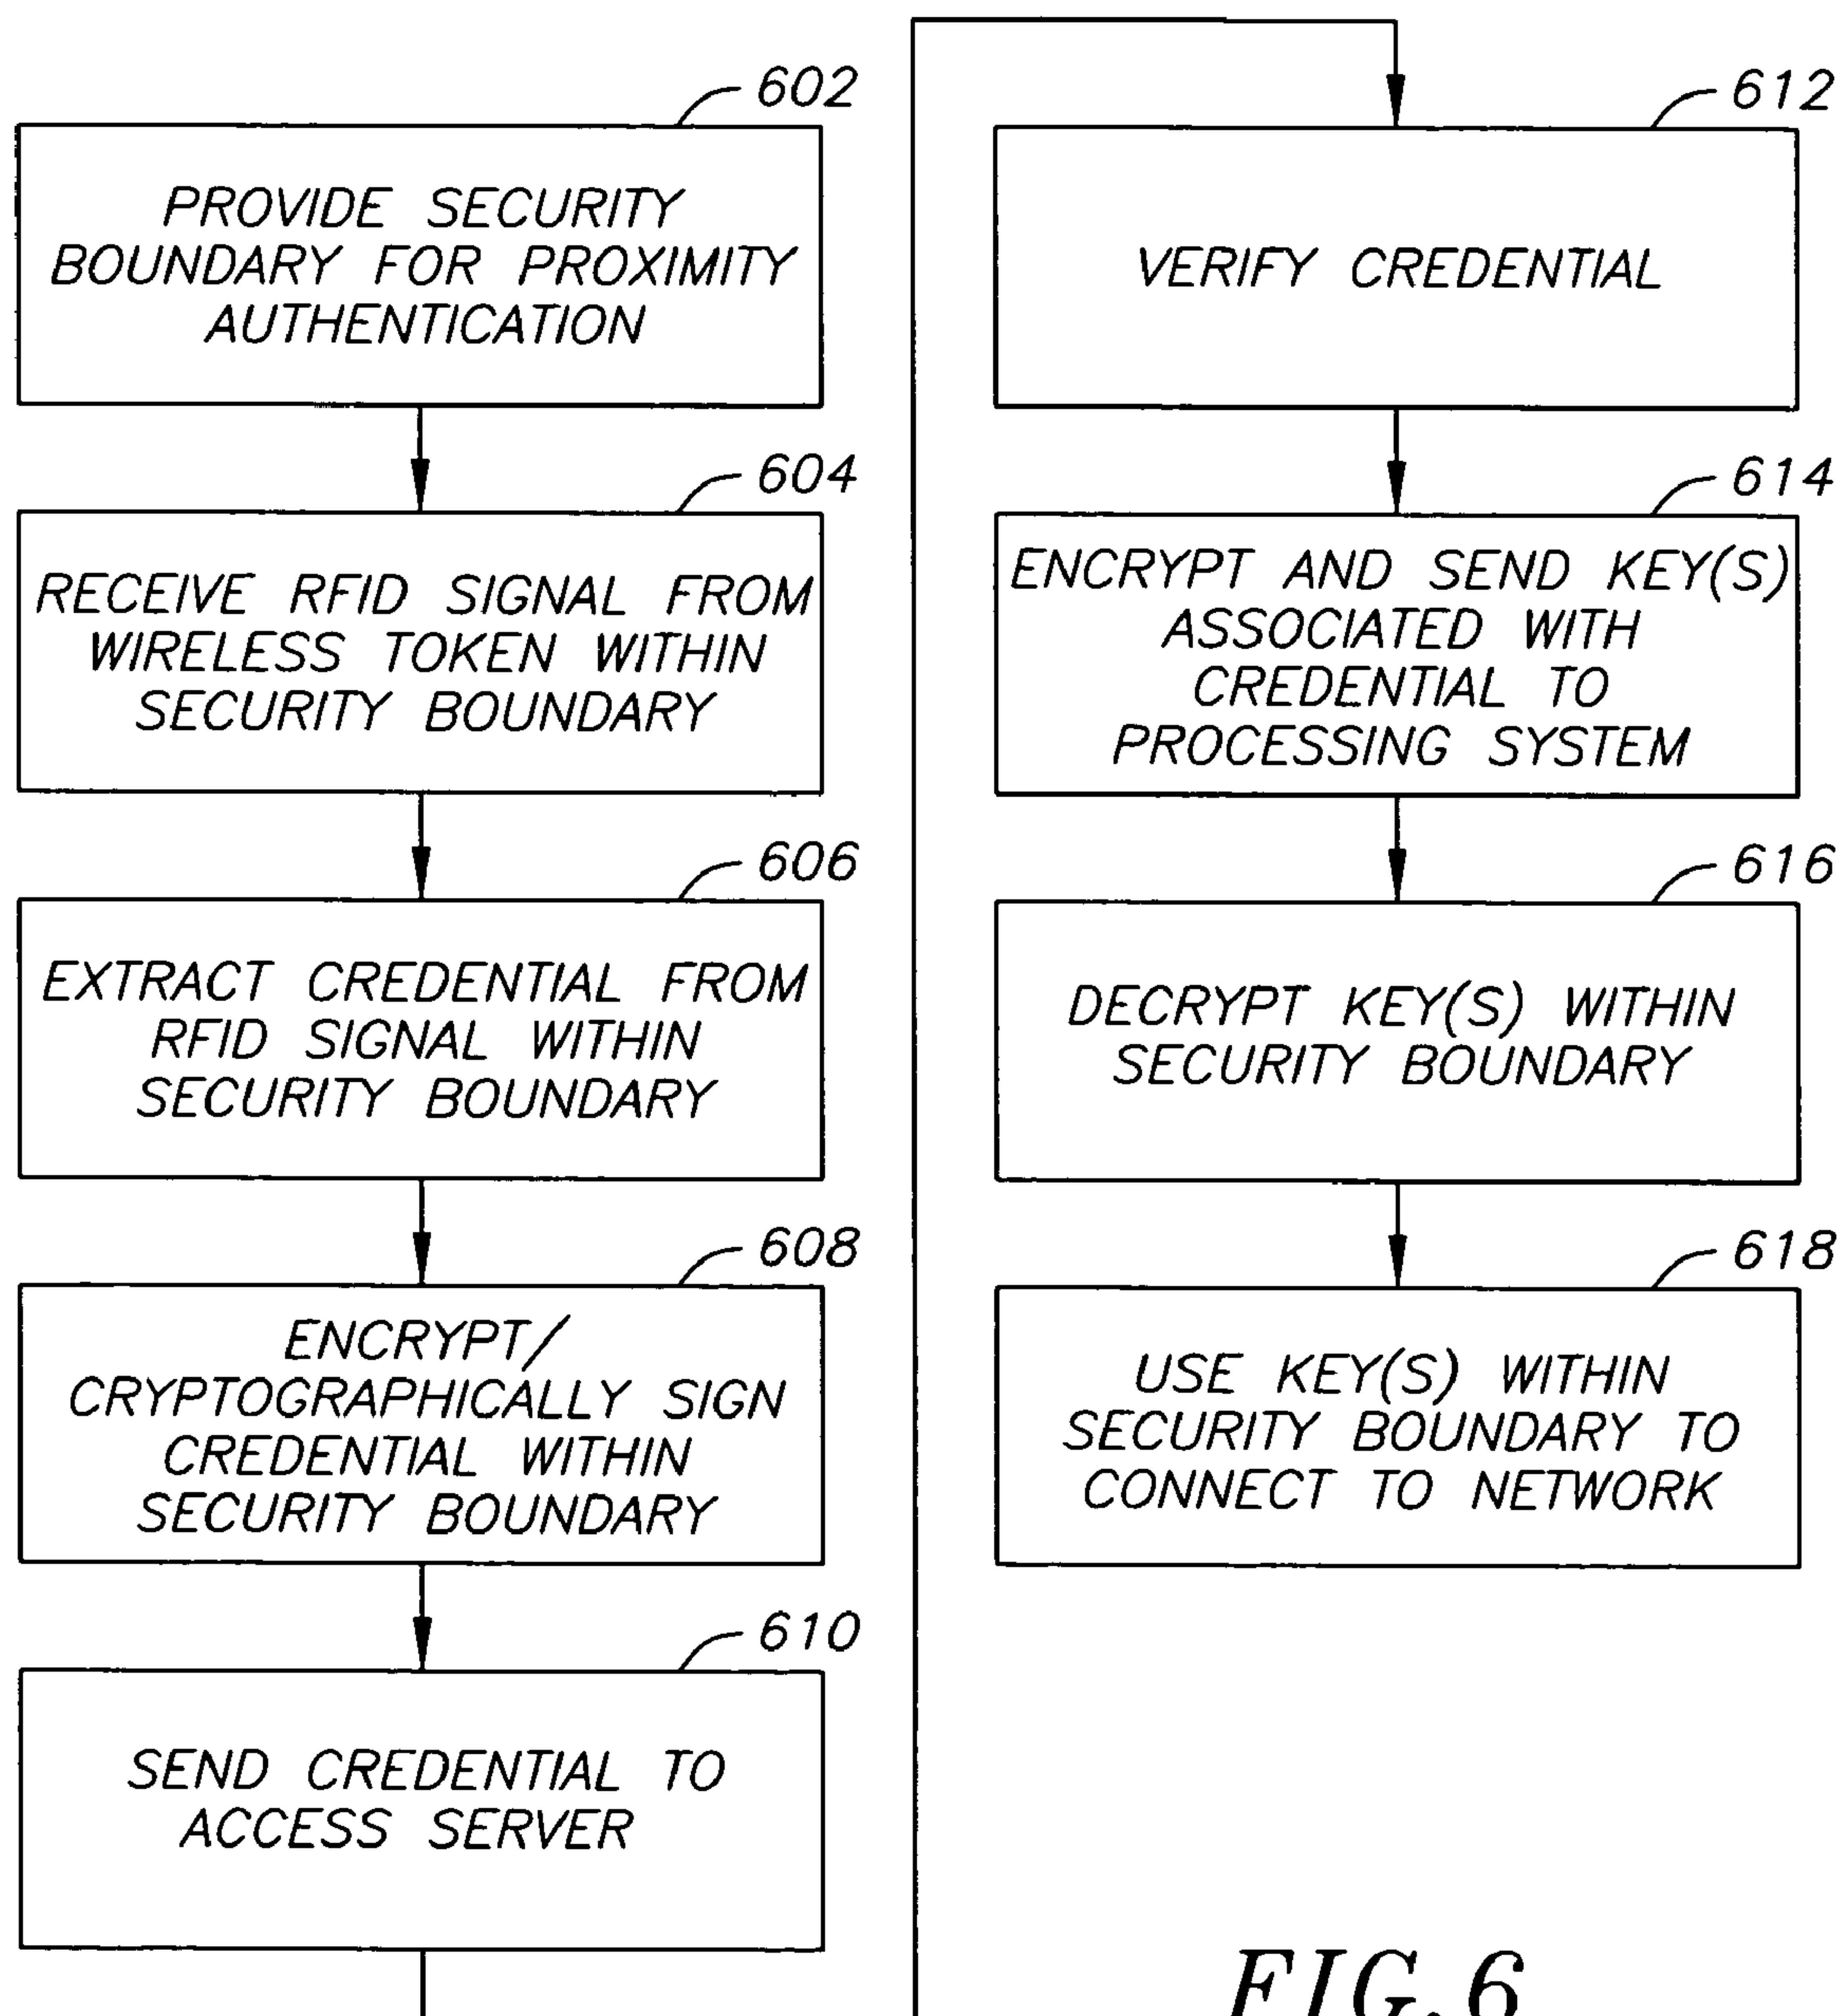 602
PROVIDE SECURITY
BOUNDARY FOR PROXIMITY
AUTHENTICATION
604
RECEIVE RFID SIGNAL FROM
WIRELESS TOKEN WITHIN
SECURITY BOUNDARY
606
EXTRACT CREDENTIAL FROM
RFID SIGNAL WITHIN
SECURITY BOUNDARY
608
ENCRYPT/
CRYPTOGRAPHICALLY SIGN
CREDENTIAL WITHIN
SECURITY BOUNDARY
610
SEND CREDENTIAL TO
ACCESS SERVER
612
VERIFY CREDENTIAL
614
ENCRYPT AND SEND KEY(S)
ASSOCIATED WITH
CREDENTIAL TO
PROCESSING SYSTEM
616
DECRYPT KEY(S) WITHIN
SECURITY BOUNDARY
618
USE KEY(S) WITHIN
SECURITY BOUNDARY TO
CONNECT TO NETWORK
FIG. 6